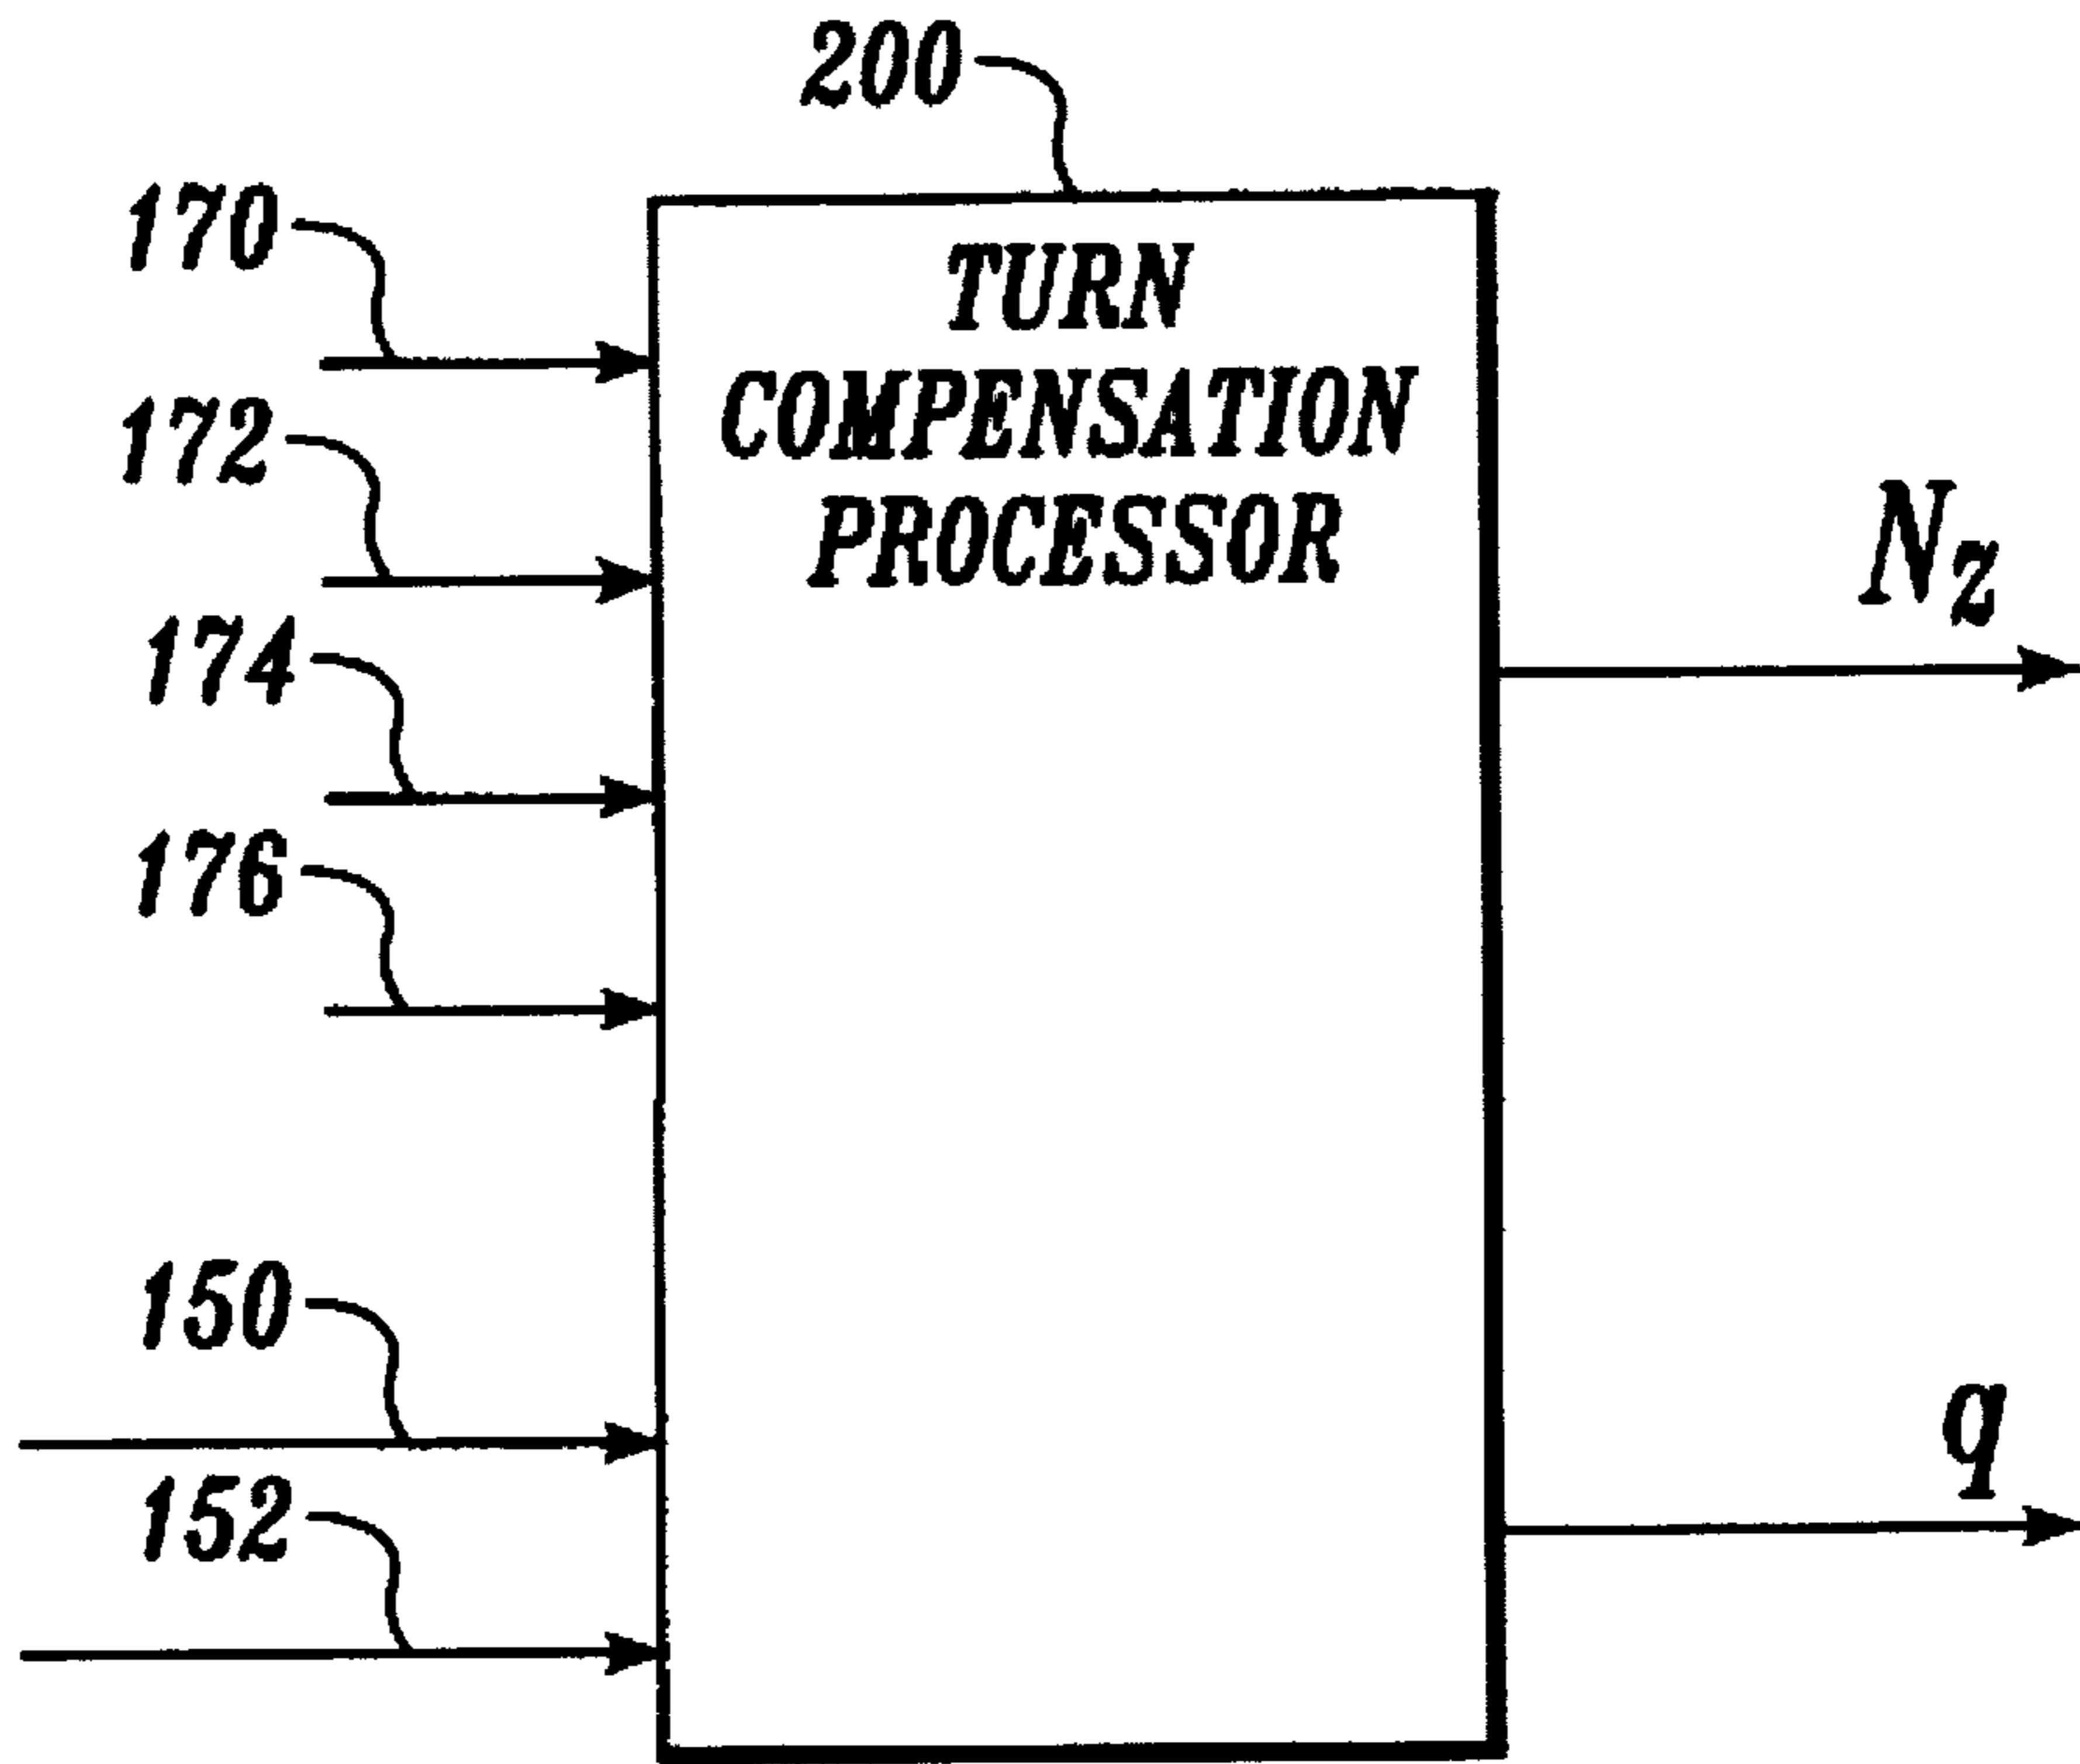 200
170
TURN
172
COMPENSATION
PROCESSOR
NZ
174
176
150
q
152